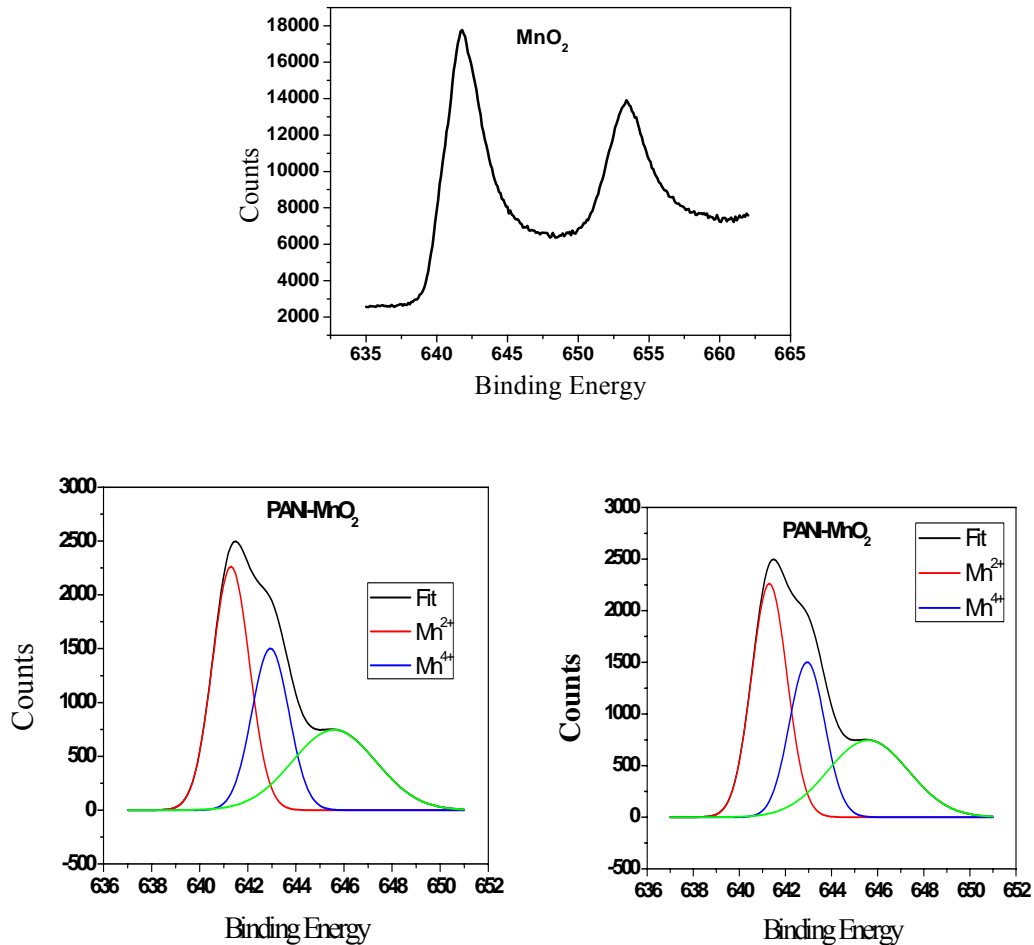 MnO2
18000
16000
14000
12000
10000
8000
6000
4000
2000
Counts
635 640 645 650 655 660 665
Binding Energy
PANI-MnO2
3000
2500
2000
1500
1000
500
0
-500
Counts
Fit
Mn2+
Mn4+
636 638 640 642 644 646 648 650 652
Binding Energy
PANI-MnO2
3000
2500
2000
1500
1000
500
0
-500
Counts
Fit
Mn2+
Mn4+
636 638 640 642 644 646 648 650 652
Binding Energy